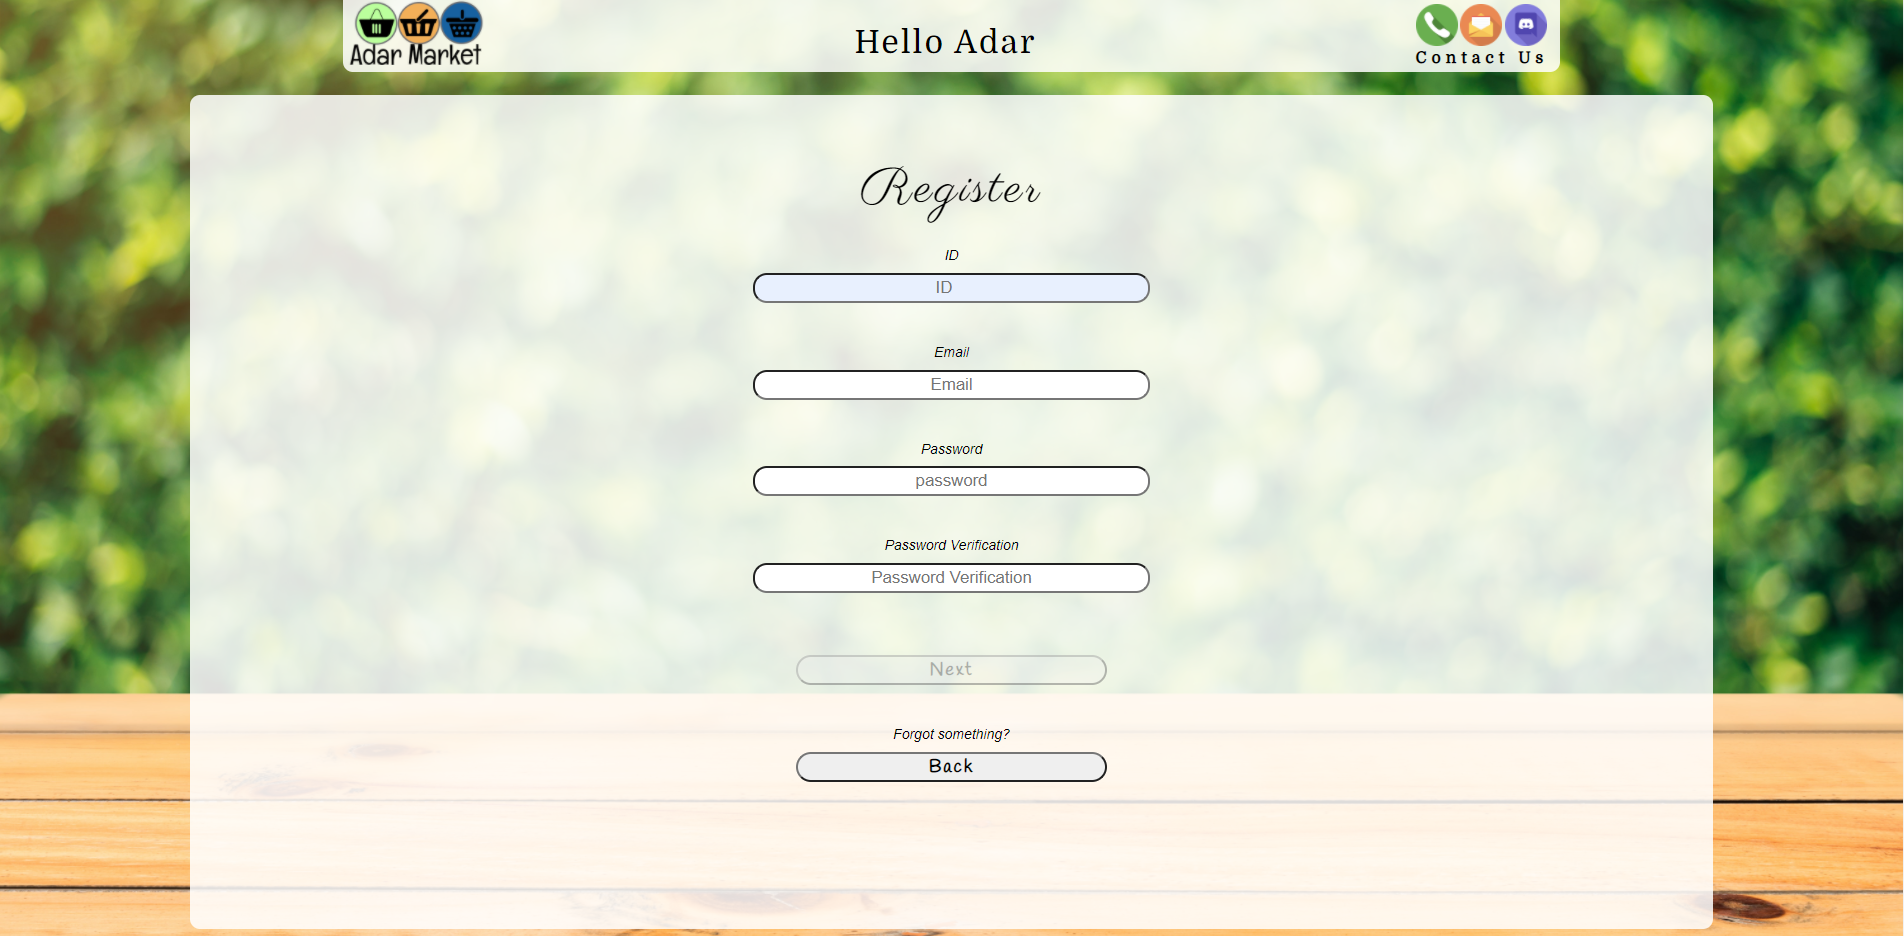 Adar Market
Hello Adar
Contact Us
Register
ID
ID
Email
Email
Password
password
Password Verification
Password Verification
Next
Forgot something?
Back